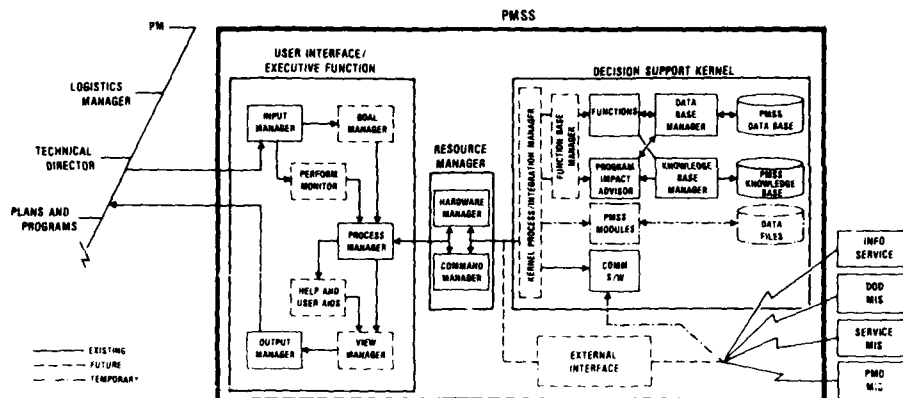 PMSS
PM
LOGISTICS
MANAGER
TECHNICAL
DIRECTOR
PLANS AND
PROGRAMS
USER INTERFACE/
EXECUTIVE FUNCTION
INPUT
MANAGER
GOAL
MANAGER
PERFORM
MONITOR
PROCESS
MANAGER
HELP AND
USER AIDS
OUTPUT
MANAGER
VIEW
MANAGER
RESOURCE
MANAGER
HARDWARE
MANAGER
COMMAND
MANAGER
DECISION SUPPORT KERNEL
KERNEL PROCESS/INTEGRATION MANAGER
FUNCTION BASE
MANAGER
FUNCTIONS
DATA
BASE
MANAGER
PMSS
DATA BASE
PROGRAM
IMPACT
ADVISOR
KNOWLEDGE
BASE
MANAGER
PMSS
KNOWLEDGE
BASE
PMSS
MODULES
DATA
FILES
COMM
S/W
EXTERNAL
INTERFACE
INFO
SERVICE
DOD
MIS
SERVICE
MIS
PMO
MIS
EXISTING
FUTURE
TEMPORARY